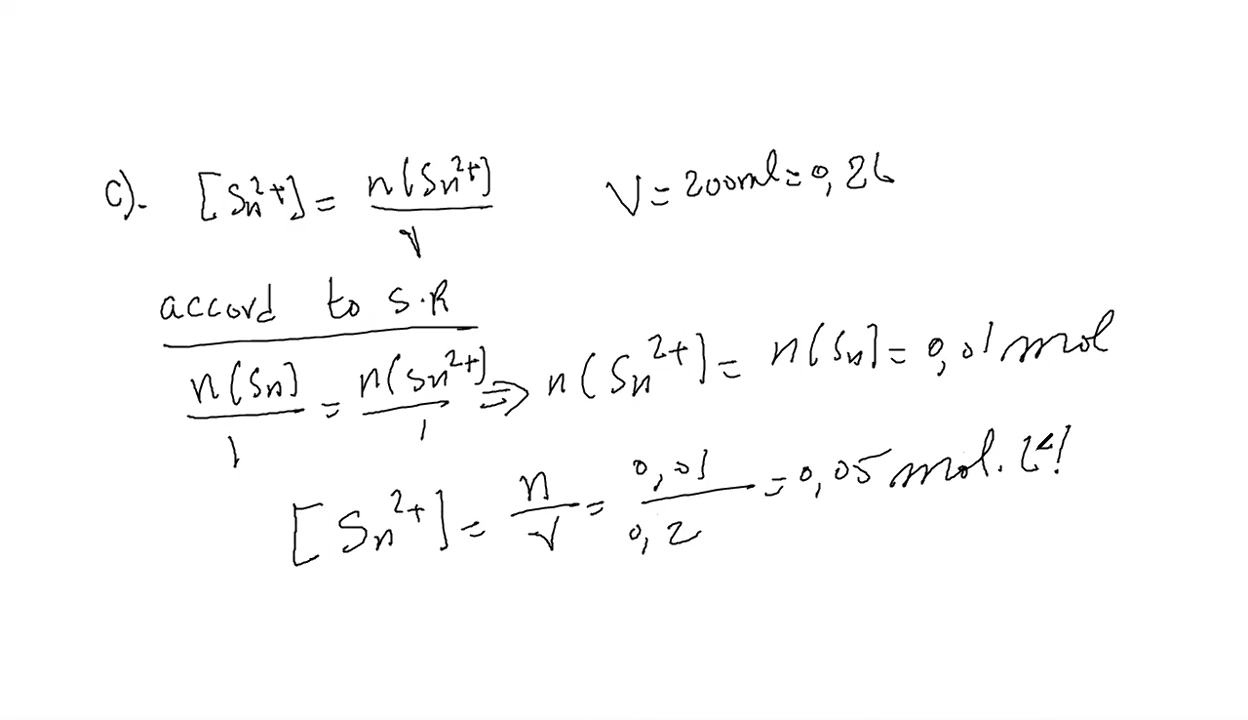 c). [Sn²⁺] = n(Sn²⁺) / V V = 200ml = 0,2L
accord to S.R
n(Sn) / 1 = n(Sn²⁺) / 1 ⇒ n(Sn²⁺) = n(Sn) = 0,01 mol
[Sn²⁺] = n / V = 0,01 / 0,2 = 0,05 mol. L⁻¹